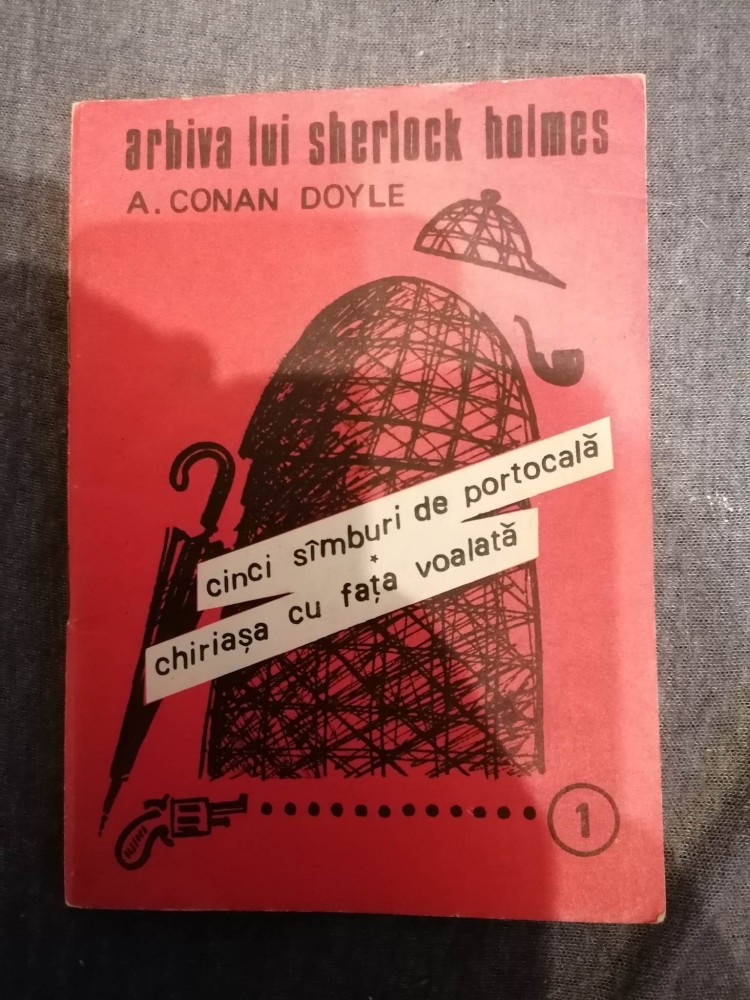 arhiva lui sherlock holmes
A. CONAN DOYLE
cinci sîmburi de portocală
*
chiriașa cu fața voalată
1